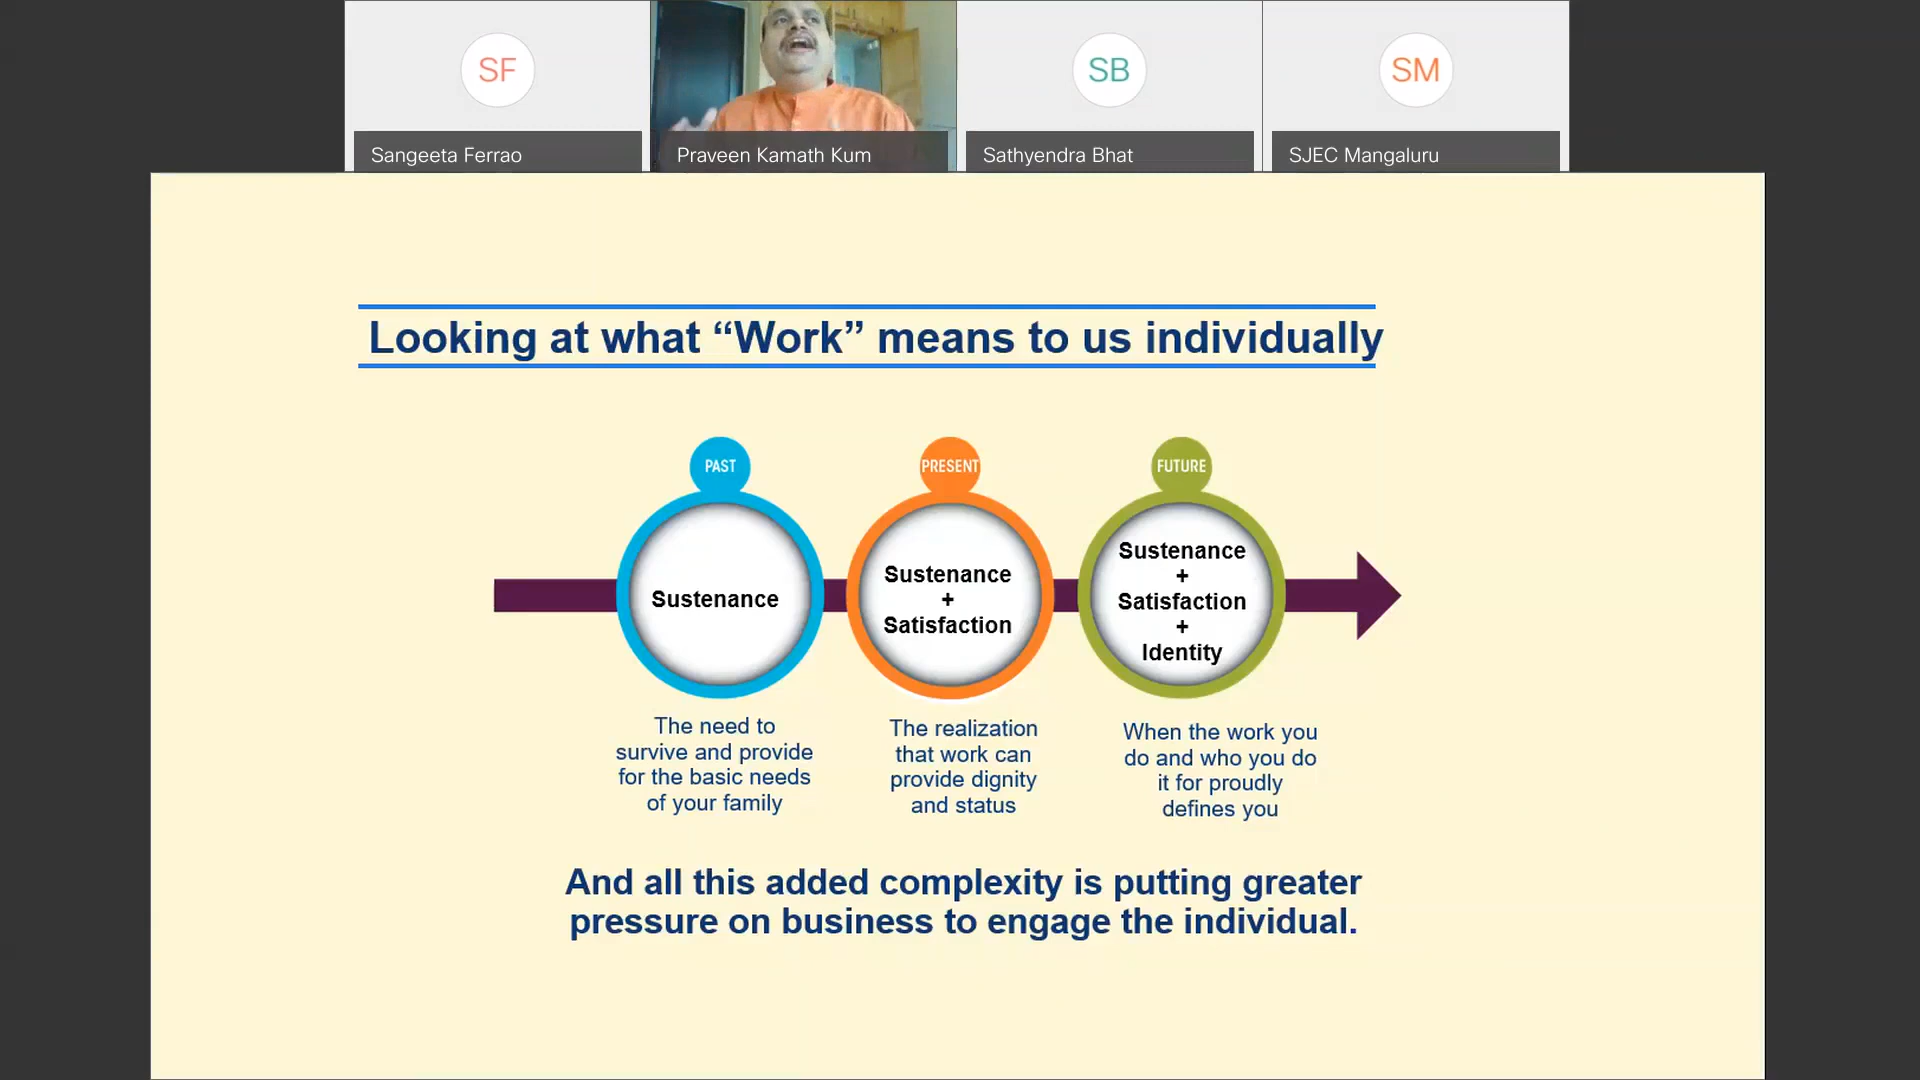 SF
SB
SM
Sangeeta Ferrao
Praveen Kamath Kum
Sathyendra Bhat
SJEC Mangaluru
Looking at what “Work” means to us individually
PAST
Sustenance
The need to
survive and provide
for the basic needs
of your family
PRESENT
Sustenance
+
Satisfaction
The realization
that work can
provide dignity
and status
FUTURE
Sustenance
+
Satisfaction
+
Identity
When the work you
do and who you do
it for proudly
defines you
And all this added complexity is putting greater
pressure on business to engage the individual.